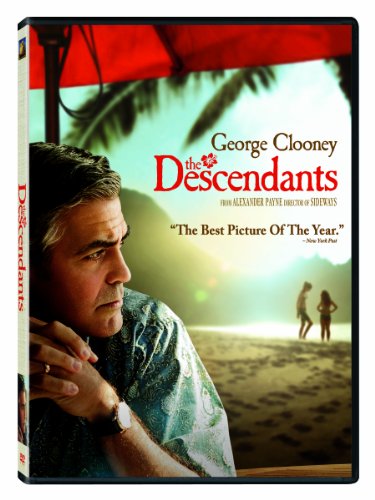 George Clooney
the
Descendants
FROM ALEXANDER PAYNE DIRECTOR OF SIDEWAYS
"The Best Picture Of The Year."
– New York Post
the
Descendants